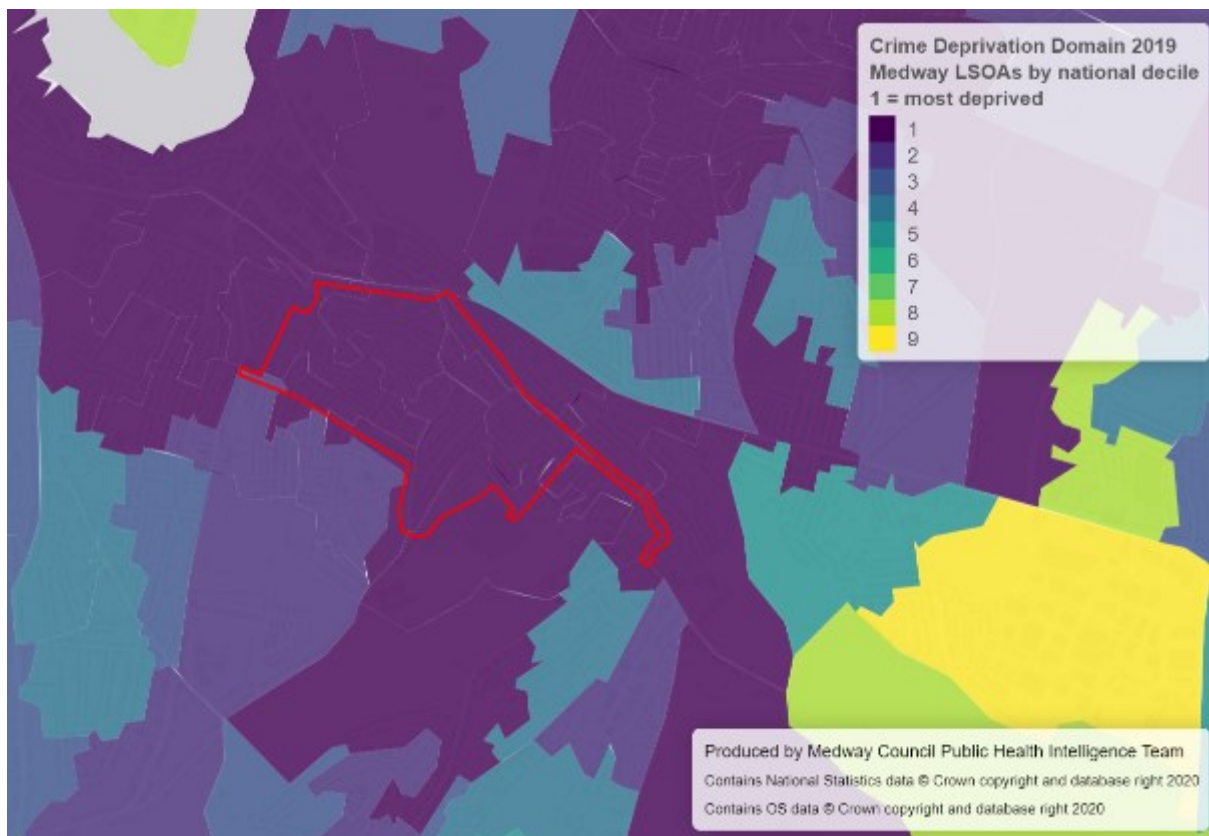 Crime Deprivation Domain 2019
Medway LSOAs by national decile
1 = most deprived
1
2
3
4
5
6
7
8
9
Produced by Medway Council Public Health Intelligence Team
Contains National Statistics data © Crown copyright and database right 2020
Contains OS data © Crown copyright and database right 2020